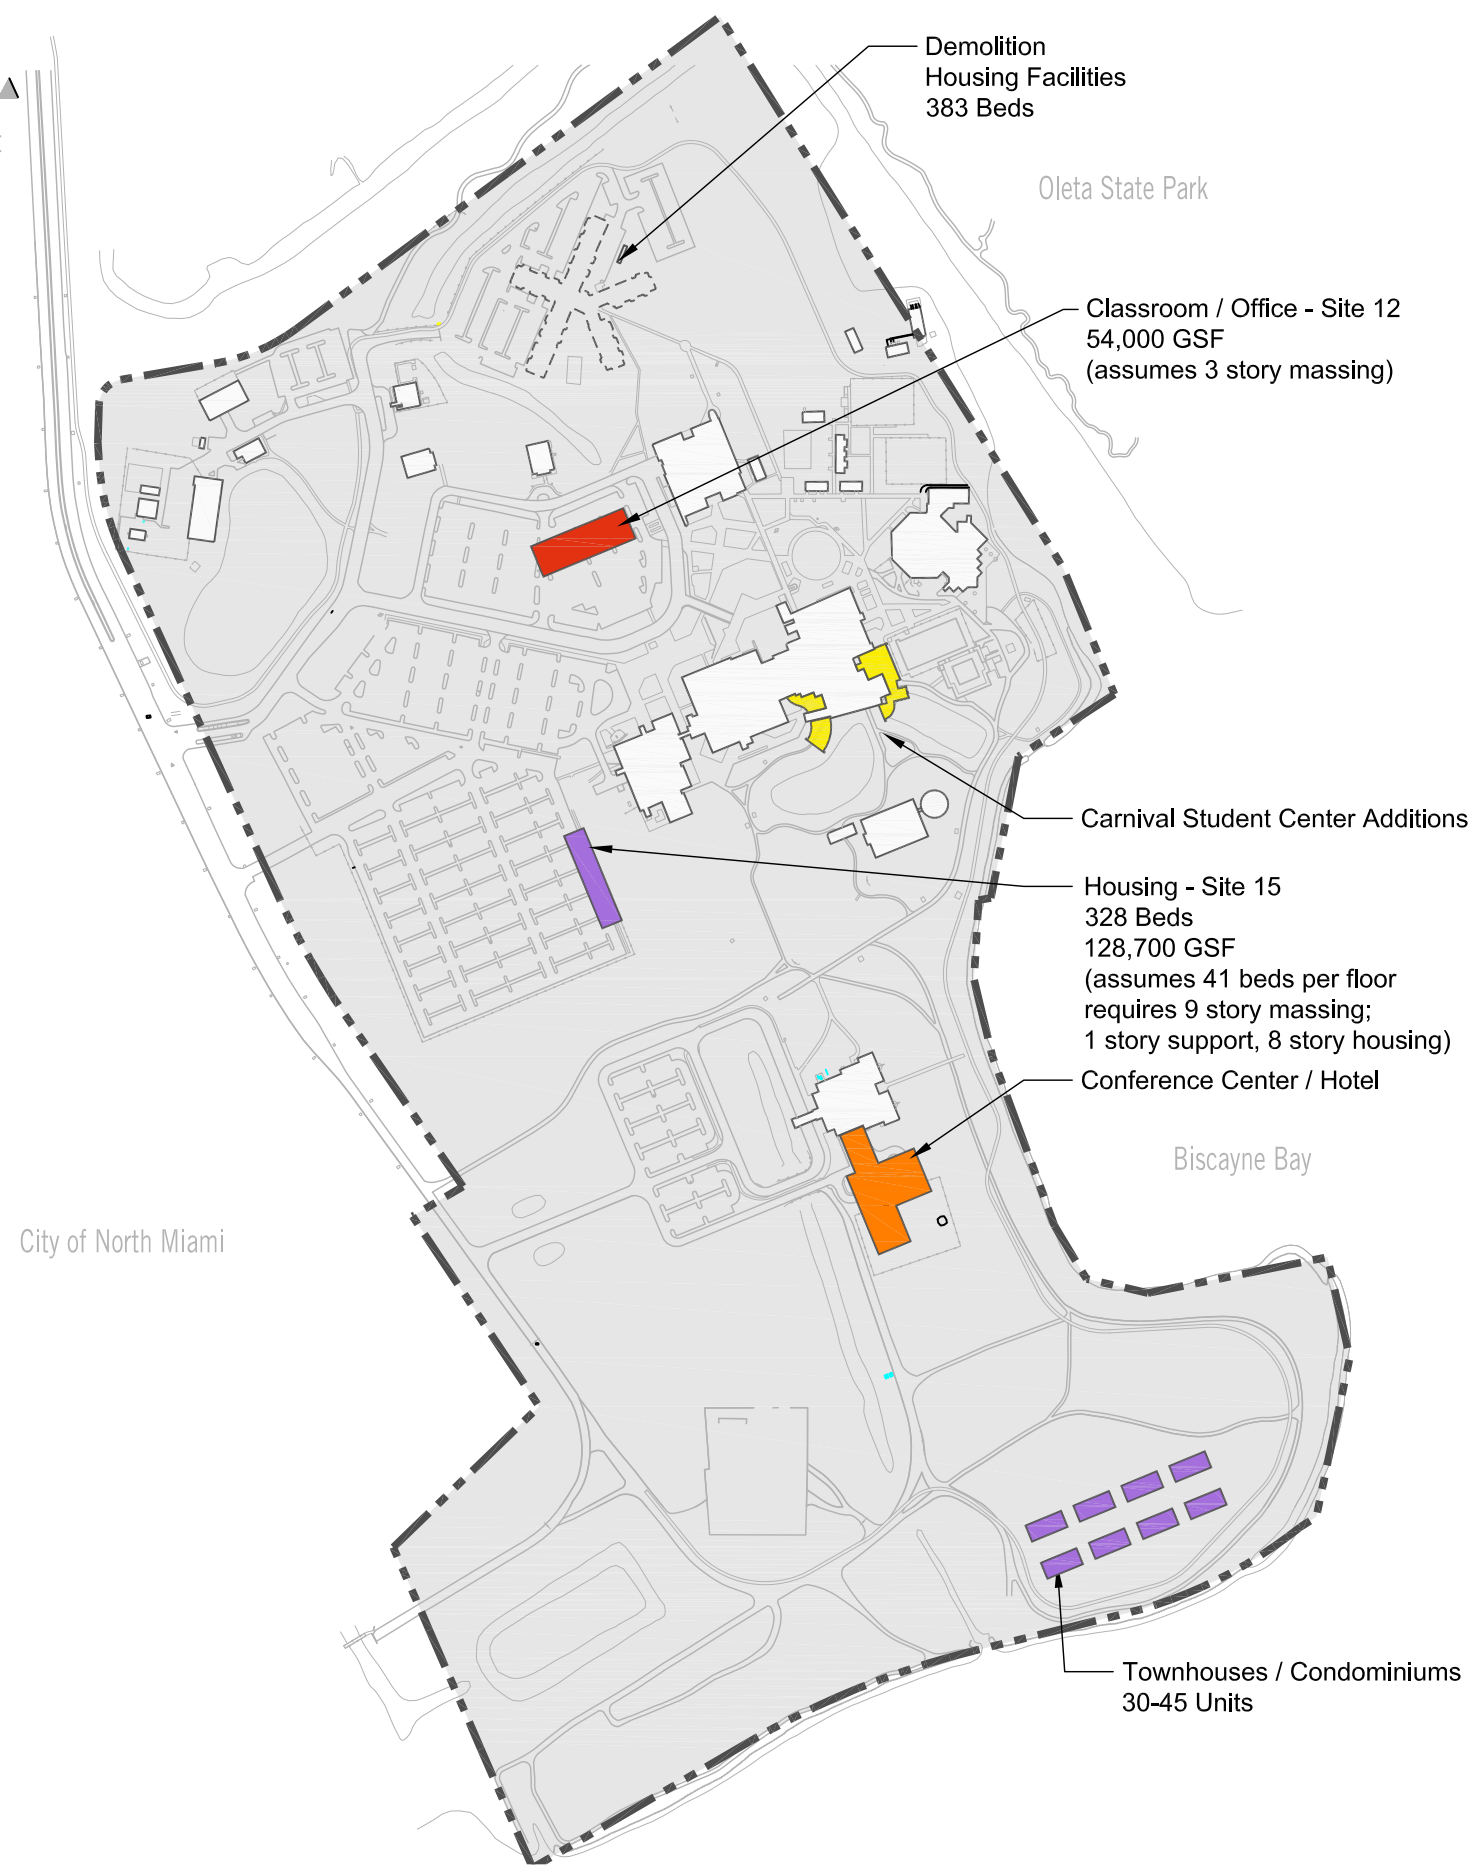 Demolition
Housing Facilities
383 Beds
Oleta State Park
Classroom / Office - Site 12
54,000 GSF
(assumes 3 story massing)
Carnival Student Center Additions
Housing - Site 15
328 Beds
128,700 GSF
(assumes 41 beds per floor
requires 9 story massing;
1 story support, 8 story housing)
Conference Center / Hotel
Biscayne Bay
City of North Miami
Townhouses / Condominiums
30-45 Units